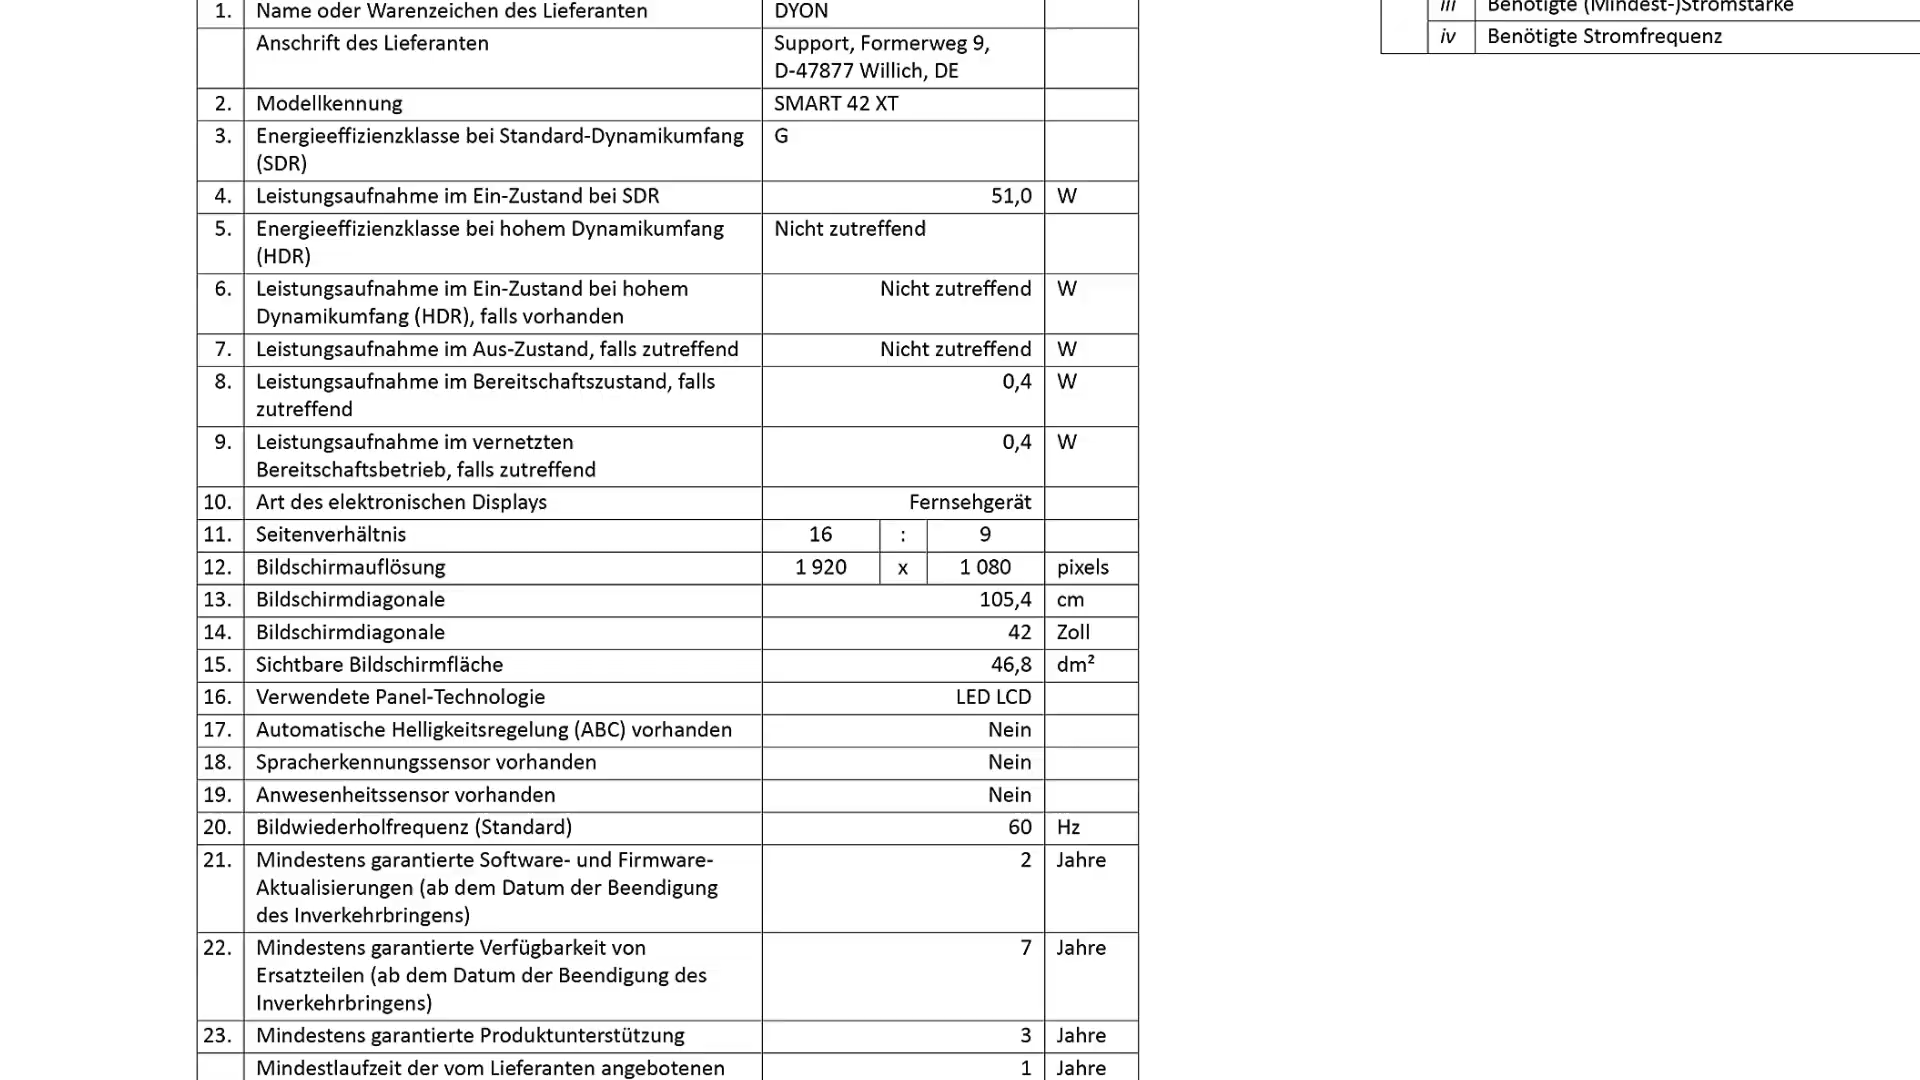 1. Name oder Warenzeichen des Lieferanten DYON
Anschrift des Lieferanten Support, Formerweg 9,
D-47877 Willich, DE
2. Modellkennung SMART 42 XT
3. Energieeffizienzklasse bei Standard-Dynamikumfang G
(SDR)
4. Leistungsaufnahme im Ein-Zustand bei SDR 51,0 W
5. Energieeffizienzklasse bei hohem Dynamikumfang Nicht zutreffend
(HDR)
6. Leistungsaufnahme im Ein-Zustand bei hohem Nicht zutreffend W
Dynamikumfang (HDR), falls vorhanden
7. Leistungsaufnahme im Aus-Zustand, falls zutreffend Nicht zutreffend W
8. Leistungsaufnahme im Bereitschaftszustand, falls 0,4 W
zutreffend
9. Leistungsaufnahme im vernetzten 0,4 W
Bereitschaftsbetrieb, falls zutreffend
10. Art des elektronischen Displays Fernsehgerät
11. Seitenverhältnis 16 : 9
12. Bildschirmauflösung 1 920 x 1 080 pixels
13. Bildschirmdiagonale 105,4 cm
14. Bildschirmdiagonale 42 Zoll
15. Sichtbare Bildschirmfläche 46,8 dm²
16. Verwendete Panel-Technologie LED LCD
17. Automatische Helligkeitsregelung (ABC) vorhanden Nein
18. Spracherkennungssensor vorhanden Nein
19. Anwesenheitssensor vorhanden Nein
20. Bildwiederholfrequenz (Standard) 60 Hz
21. Mindestens garantierte Software- und Firmware- 2 Jahre
Aktualisierungen (ab dem Datum der Beendigung
des Inverkehrbringens)
22. Mindestens garantierte Verfügbarkeit von 7 Jahre
Ersatzteilen (ab dem Datum der Beendigung des
Inverkehrbringens)
23. Mindestens garantierte Produktunterstützung 3 Jahre
Mindestlaufzeit der vom Lieferanten angebotenen 1 Jahre
iii Benötigte (Mindest-)Stromstärke
iv Benötigte Stromfrequenz